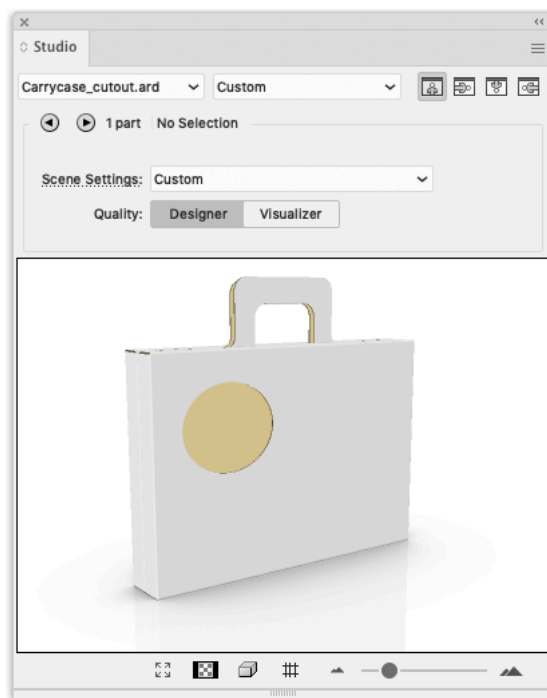 Studio
Carrycase_cutout.ard Custom
1 part No Selection
Scene Settings: Custom
Quality: Designer Visualizer